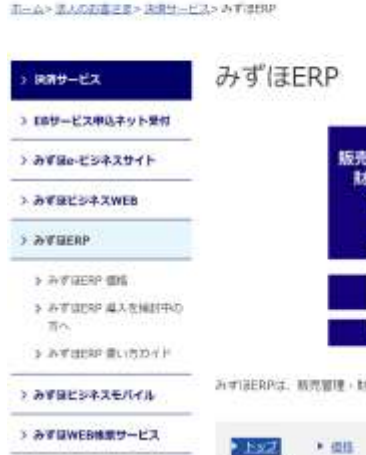 ホーム> 法人のお客さま> 決済サービス> みずほERP
みずほERP
決済サービス
EBサービス申込ネット受付
みずほe-ビジネスサイト
みずほビジネスWEB
みずほERP
みずほERP 価格
みずほERP 導入を検討中の
方へ
みずほERP 使い方ガイド
みずほビジネスモバイル
みずほWEB帳票サービス
販売
財
みずほERPは、販売管理・財
トップ
価格